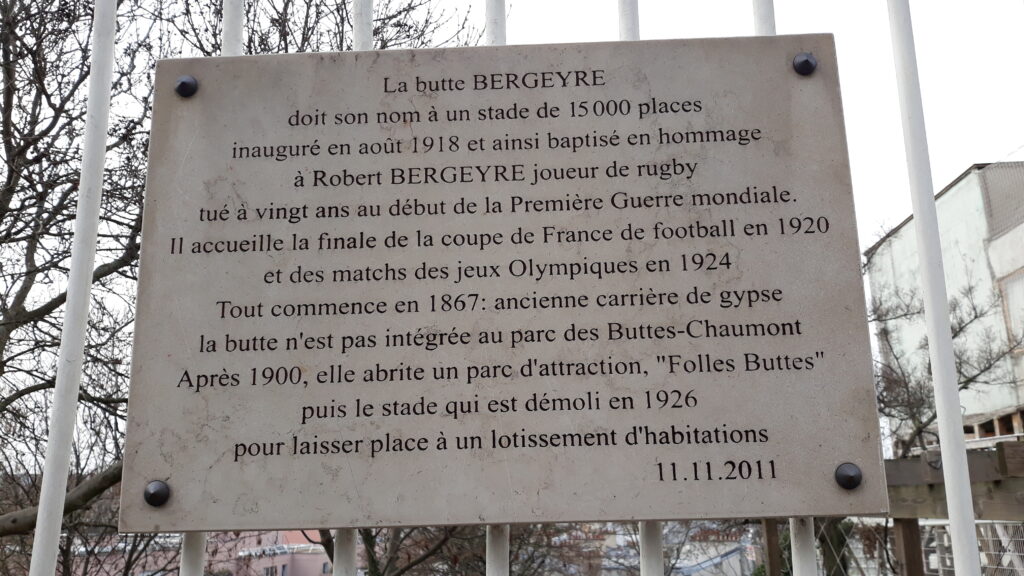 La butte BERGEYRE
doit son nom à un stade de 15 000 places
inauguré en août 1918 et ainsi baptisé en hommage
à Robert BERGEYRE joueur de rugby
tué à vingt ans au début de la Première Guerre mondiale.
Il accueille la finale de la coupe de France de football en 1920
et des matchs des jeux Olympiques en 1924
Tout commence en 1867: ancienne carrière de gypse
la butte n'est pas intégrée au parc des Buttes-Chaumont
Après 1900, elle abrite un parc d'attraction, "Folles Buttes"
puis le stade qui est démoli en 1926
pour laisser place à un lotissement d'habitations
11.11.2011